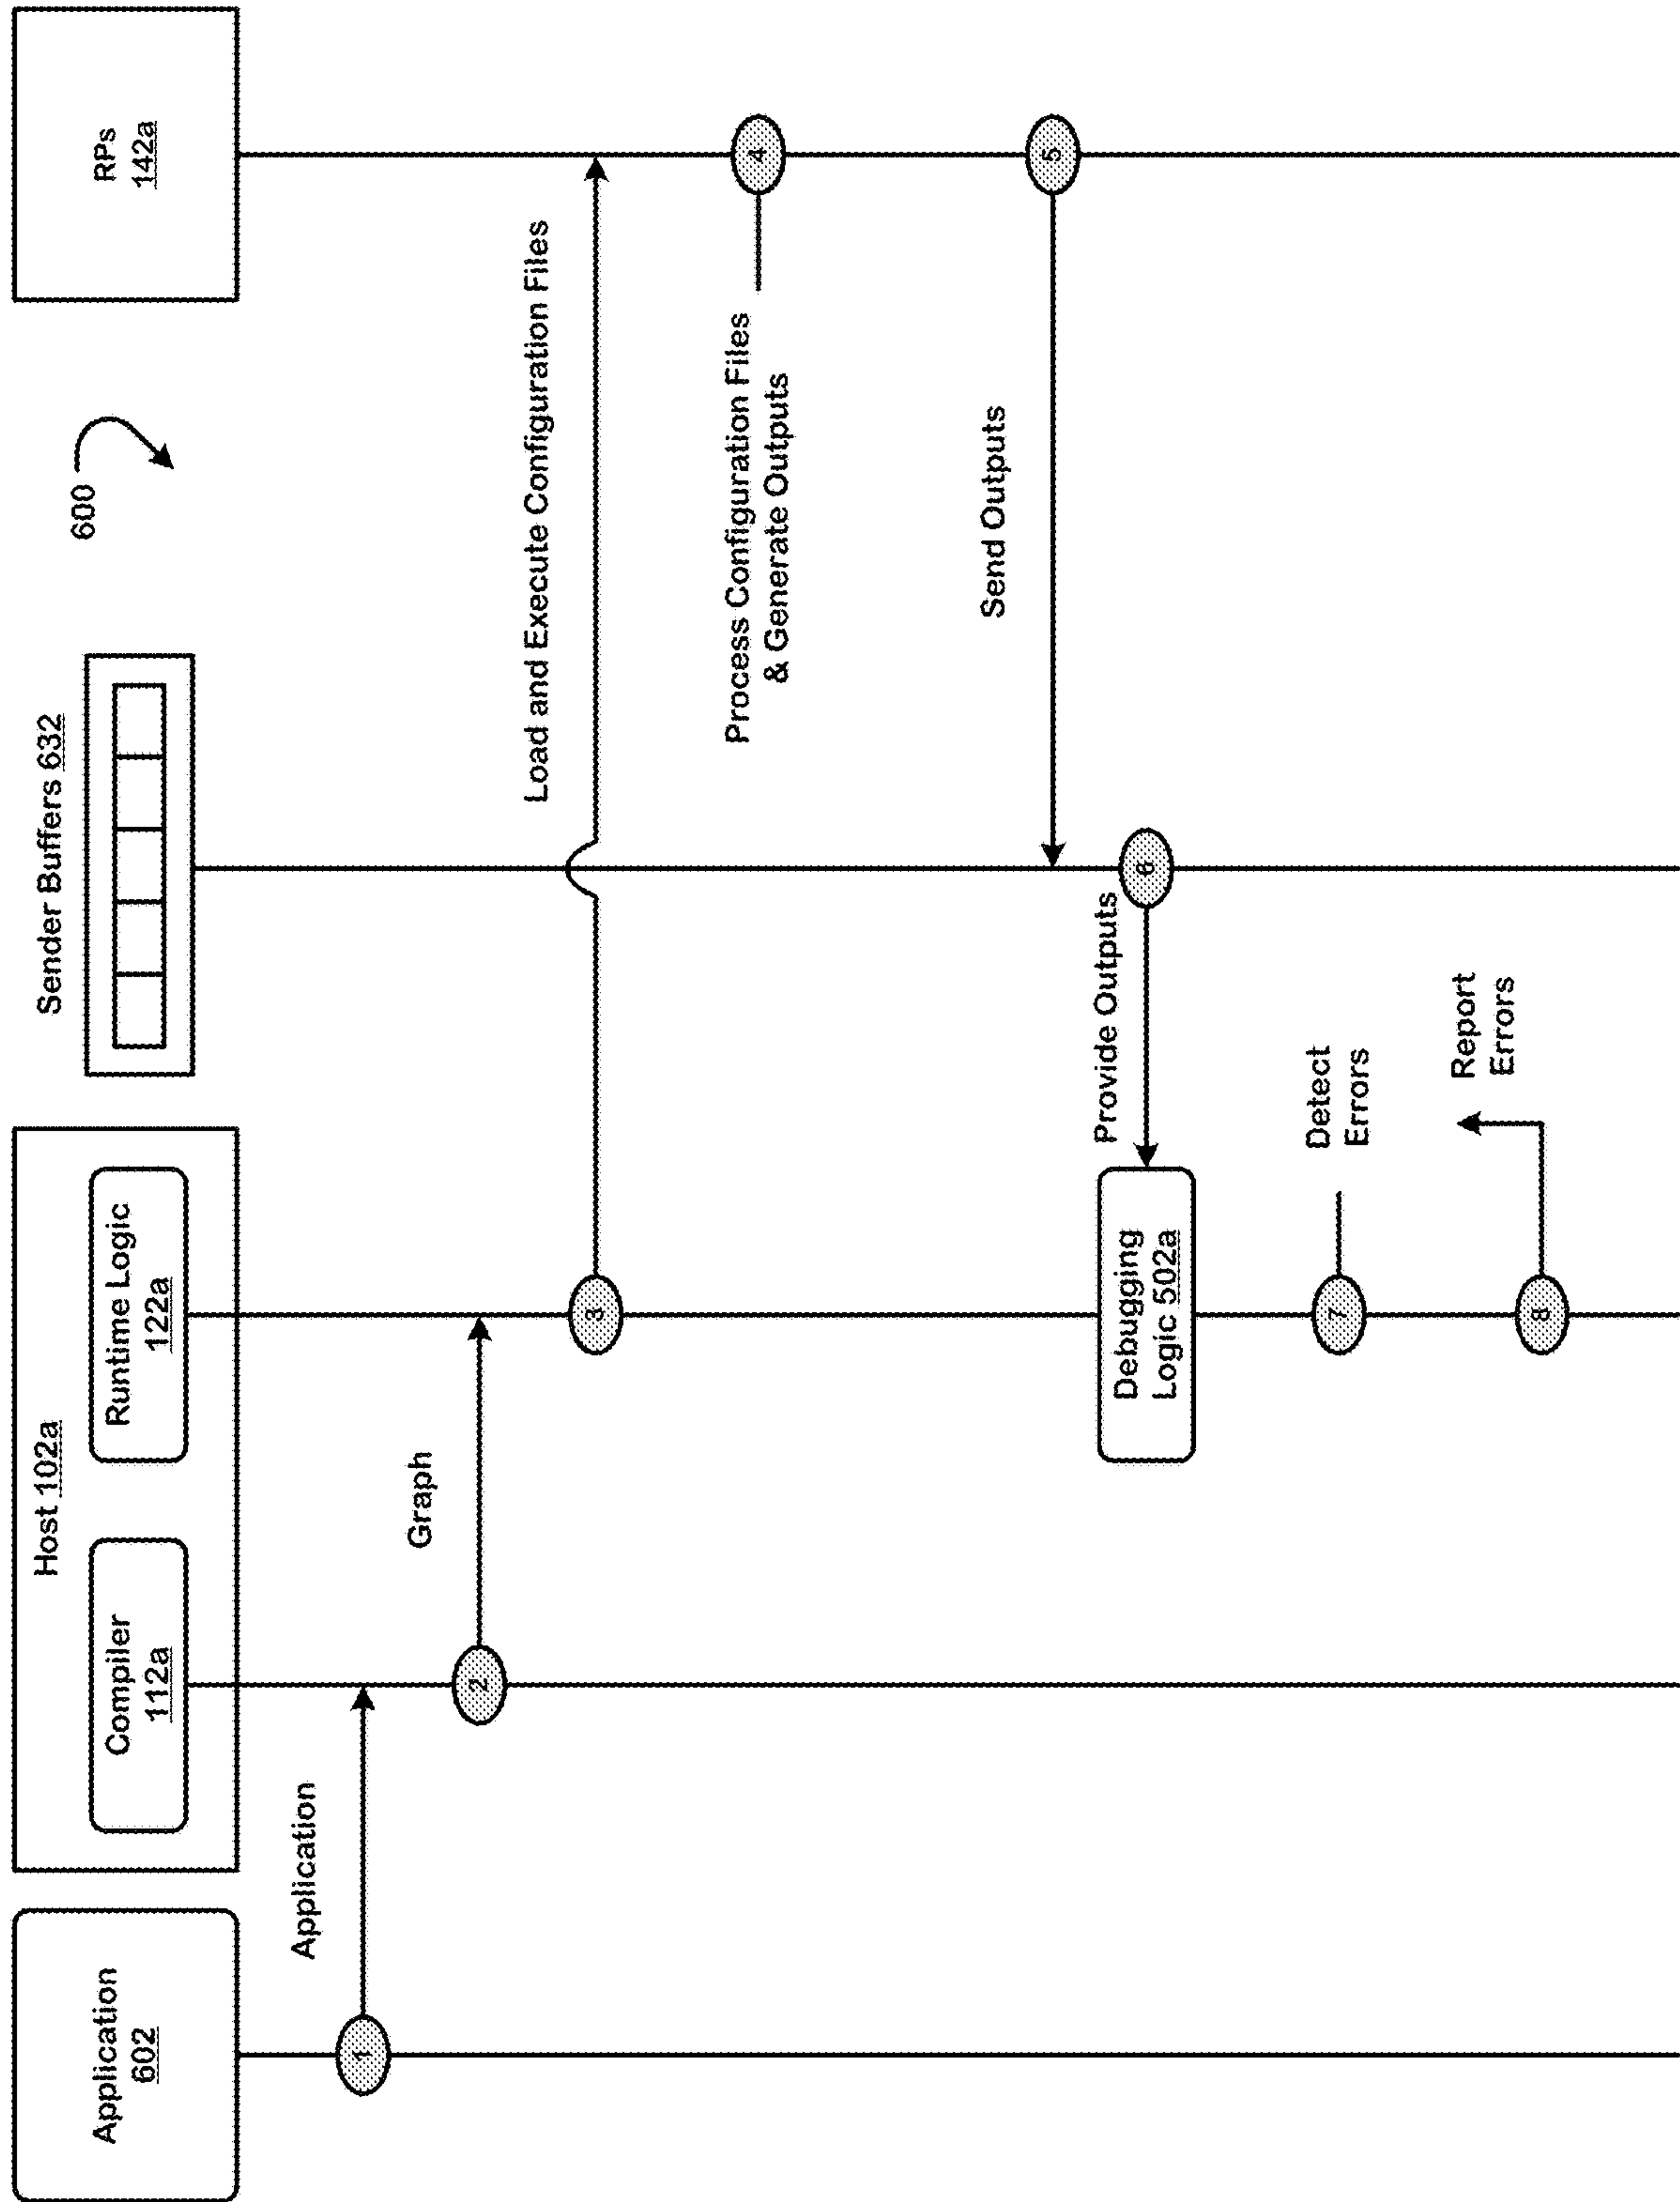 Application
602
Host 102a
Compiler
112a
Runtime Logic
122a
Sender Buffers 632
600
RPs
142a
1
Application
2
Graph
3
Load and Execute Configuration Files
4
Process Configuration Files
& Generate Outputs
5
Send Outputs
6
Provide Outputs
Debugging
Logic 502a
7
Detect
Errors
8
Report
Errors